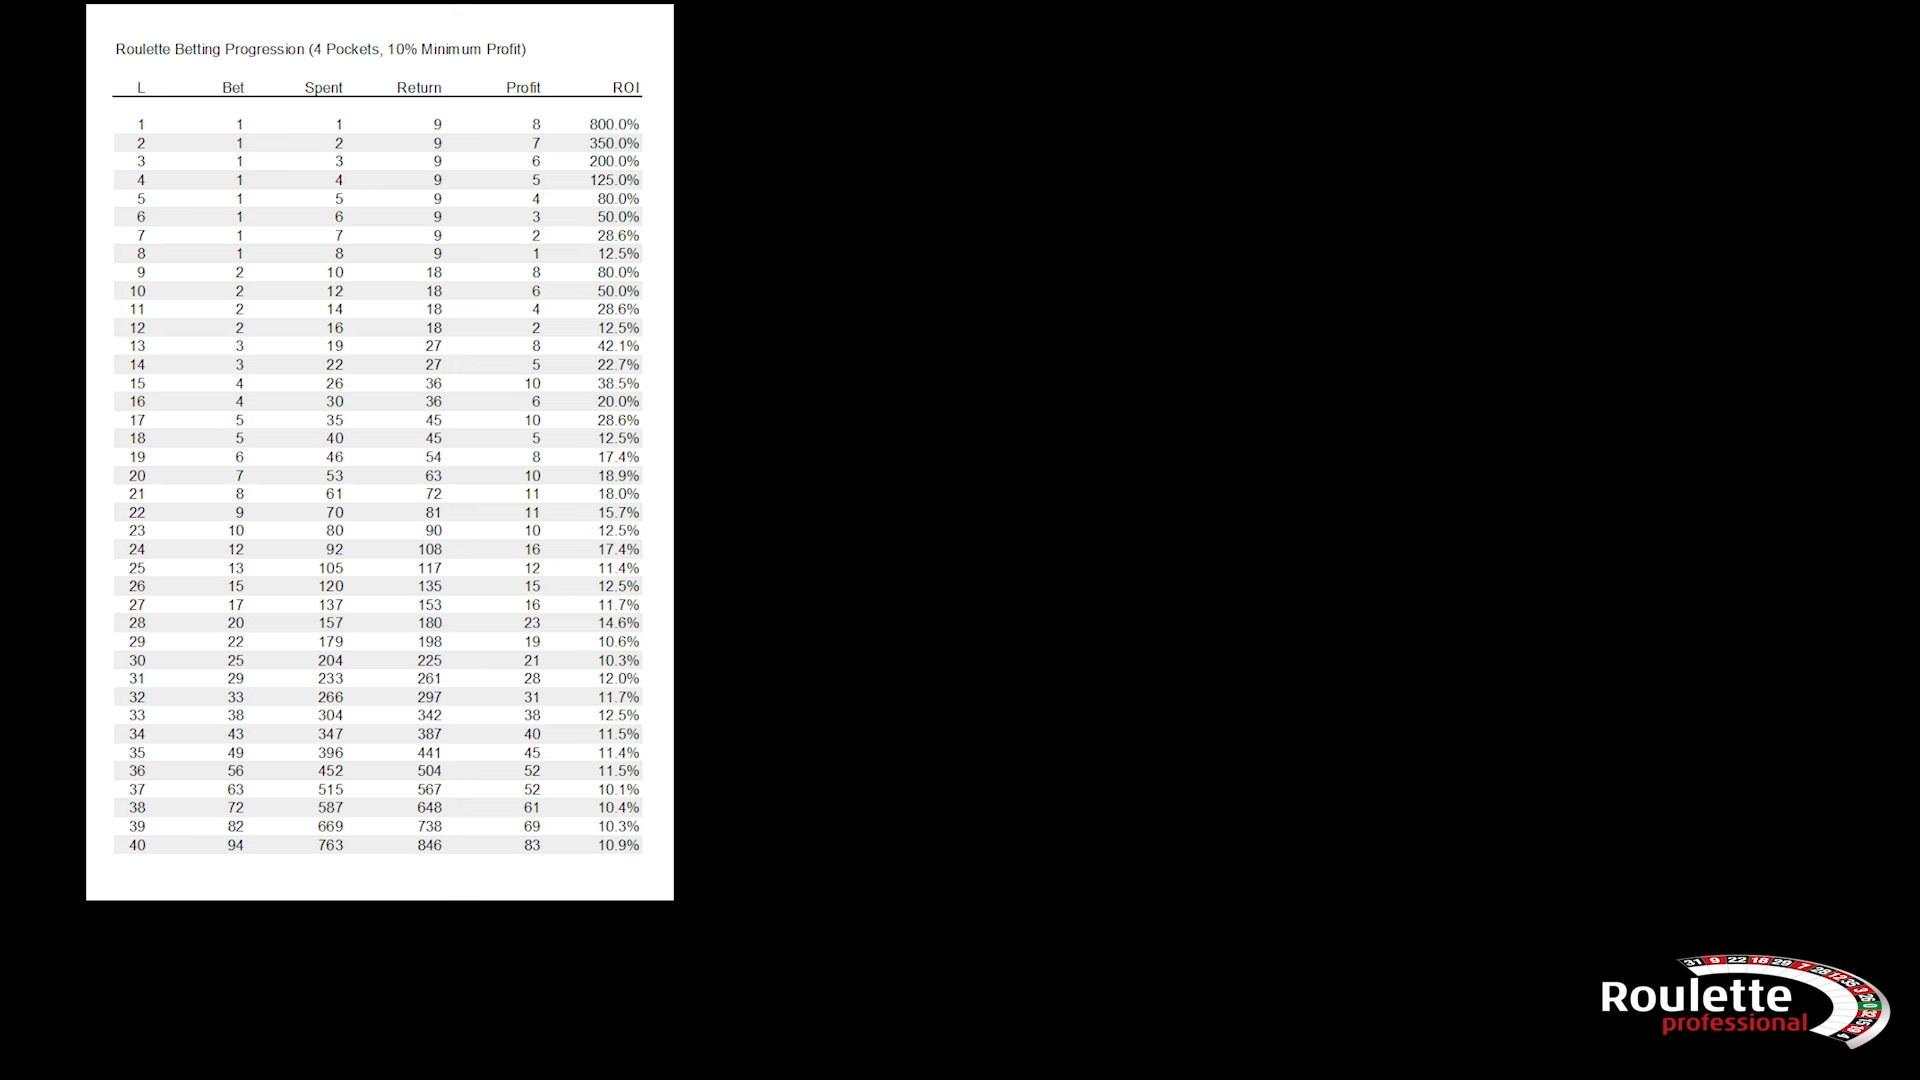 Roulette Betting Progression (4 Pockets, 10% Minimum Profit)
L Bet Spent Return Profit ROI
1 1 1 9 8 800.0%
2 1 2 9 7 350.0%
3 1 3 9 6 200.0%
4 1 4 9 5 125.0%
5 1 5 9 4 80.0%
6 1 6 9 3 50.0%
7 1 7 9 2 28.6%
8 1 8 9 1 12.5%
9 2 10 18 8 80.0%
10 2 12 18 6 50.0%
11 2 14 18 4 28.6%
12 2 16 18 2 12.5%
13 3 19 27 8 42.1%
14 3 22 27 5 22.7%
15 4 26 36 10 38.5%
16 4 30 36 6 20.0%
17 5 35 45 10 28.6%
18 5 40 45 5 12.5%
19 6 46 54 8 17.4%
20 7 53 63 10 18.9%
21 8 61 72 11 18.0%
22 9 70 81 11 15.7%
23 10 80 90 10 12.5%
24 12 92 108 16 17.4%
25 13 105 117 12 11.4%
26 15 120 135 15 12.5%
27 17 137 153 16 11.7%
28 20 157 180 23 14.6%
29 22 179 198 19 10.6%
30 25 204 225 21 10.3%
31 29 233 261 28 12.0%
32 33 266 297 31 11.7%
33 38 304 342 38 12.5%
34 43 347 387 40 11.5%
35 49 396 441 45 11.4%
36 56 452 504 52 11.5%
37 63 515 567 52 10.1%
38 72 587 648 61 10.4%
39 82 669 738 69 10.3%
40 94 763 846 83 10.9%
31 9 22 18 29 7 28 12 35 3 26 0
Roulette
professional